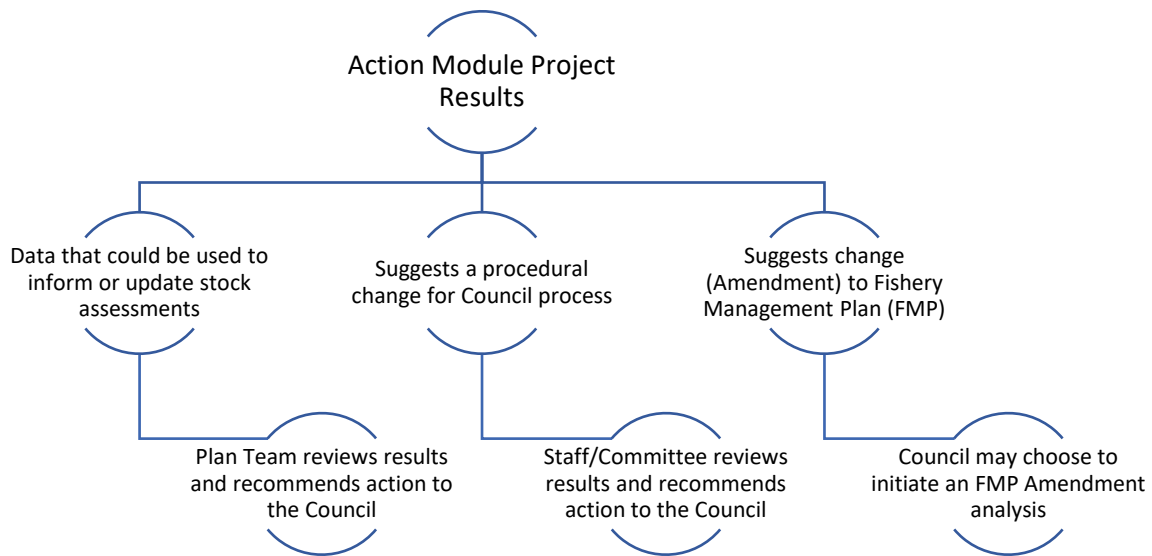 Action Module Project
Results
Data that could be used to
inform or update stock
assessments
Suggests a procedural
change for Council process
Suggests change
(Amendment) to Fishery
Management Plan (FMP)
Plan Team reviews results
and recommends action to
the Council
Staff/Committee reviews
results and recommends
action to the Council
Council may choose to
initiate an FMP Amendment
analysis